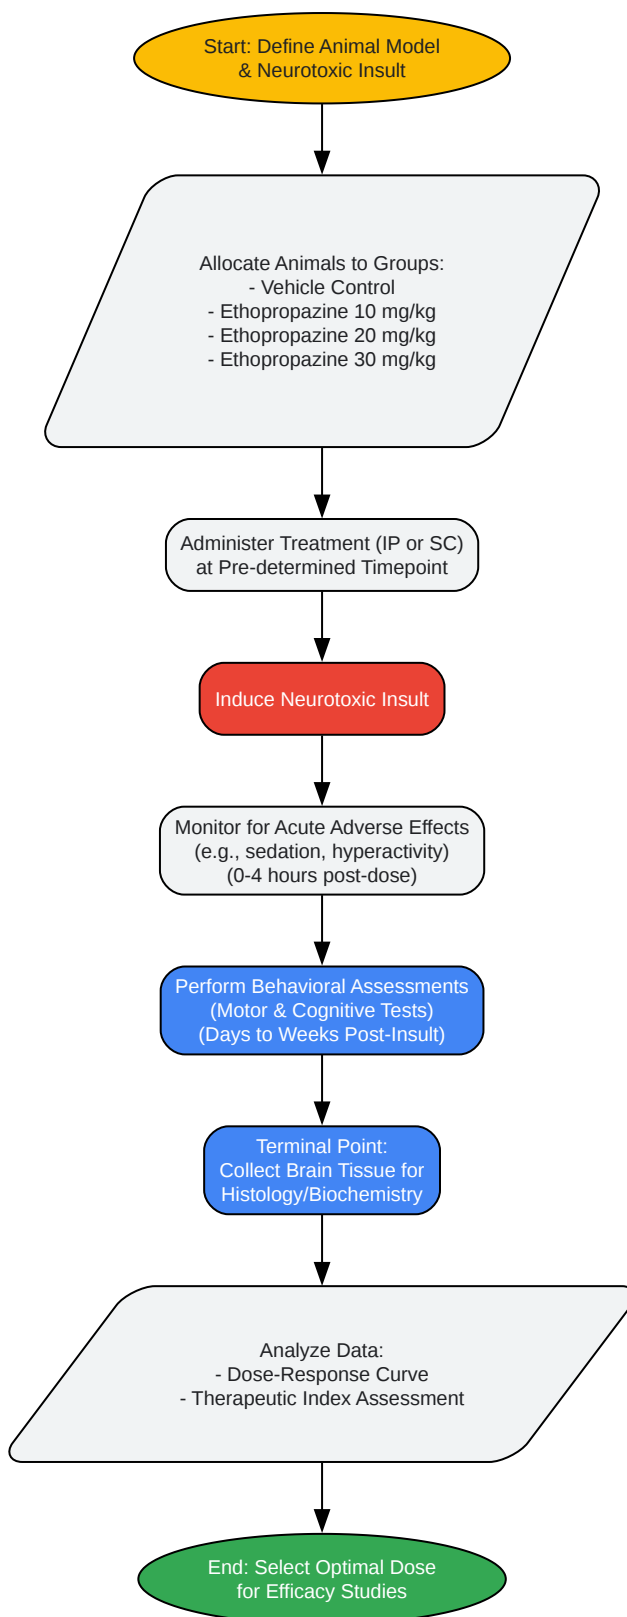 Start: Define Animal Model
& Neurotoxic Insult
Allocate Animals to Groups:
- Vehicle Control
- Ethopropazine 10 mg/kg
- Ethopropazine 20 mg/kg
- Ethopropazine 30 mg/kg
Administer Treatment (IP or SC)
at Pre-determined Timepoint
Induce Neurotoxic Insult
Monitor for Acute Adverse Effects
(e.g., sedation, hyperactivity)
(0-4 hours post-dose)
Perform Behavioral Assessments
(Motor & Cognitive Tests)
(Days to Weeks Post-Insult)
Terminal Point:
Collect Brain Tissue for
Histology/Biochemistry
Analyze Data:
- Dose-Response Curve
- Therapeutic Index Assessment
End: Select Optimal Dose
for Efficacy Studies